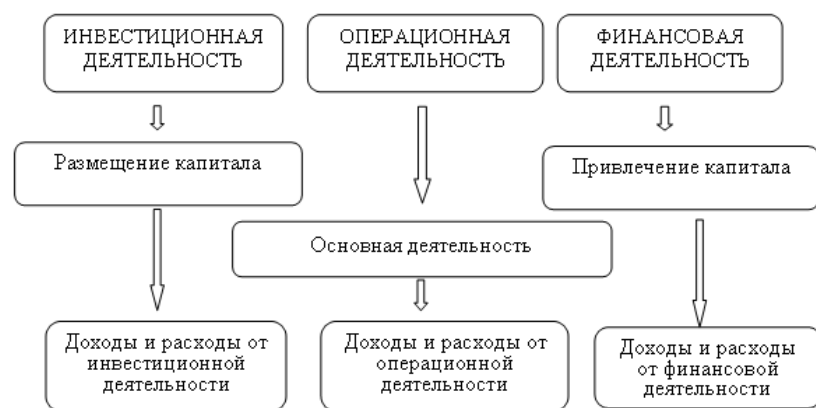 ИНВЕСТИЦИОННАЯ
ДЕЯТЕЛЬНОСТЬ
ОПЕРАЦИОННАЯ
ДЕЯТЕЛЬНОСТЬ
ФИНАНСОВАЯ
ДЕЯТЕЛЬНОСТЬ
Размещение капитала
Привлечение капитала
Основная деятельность
Доходы и расходы от
инвестиционной
деятельности
Доходы и расходы от
операционной
деятельности
Доходы и расходы
от финансовой
деятельности